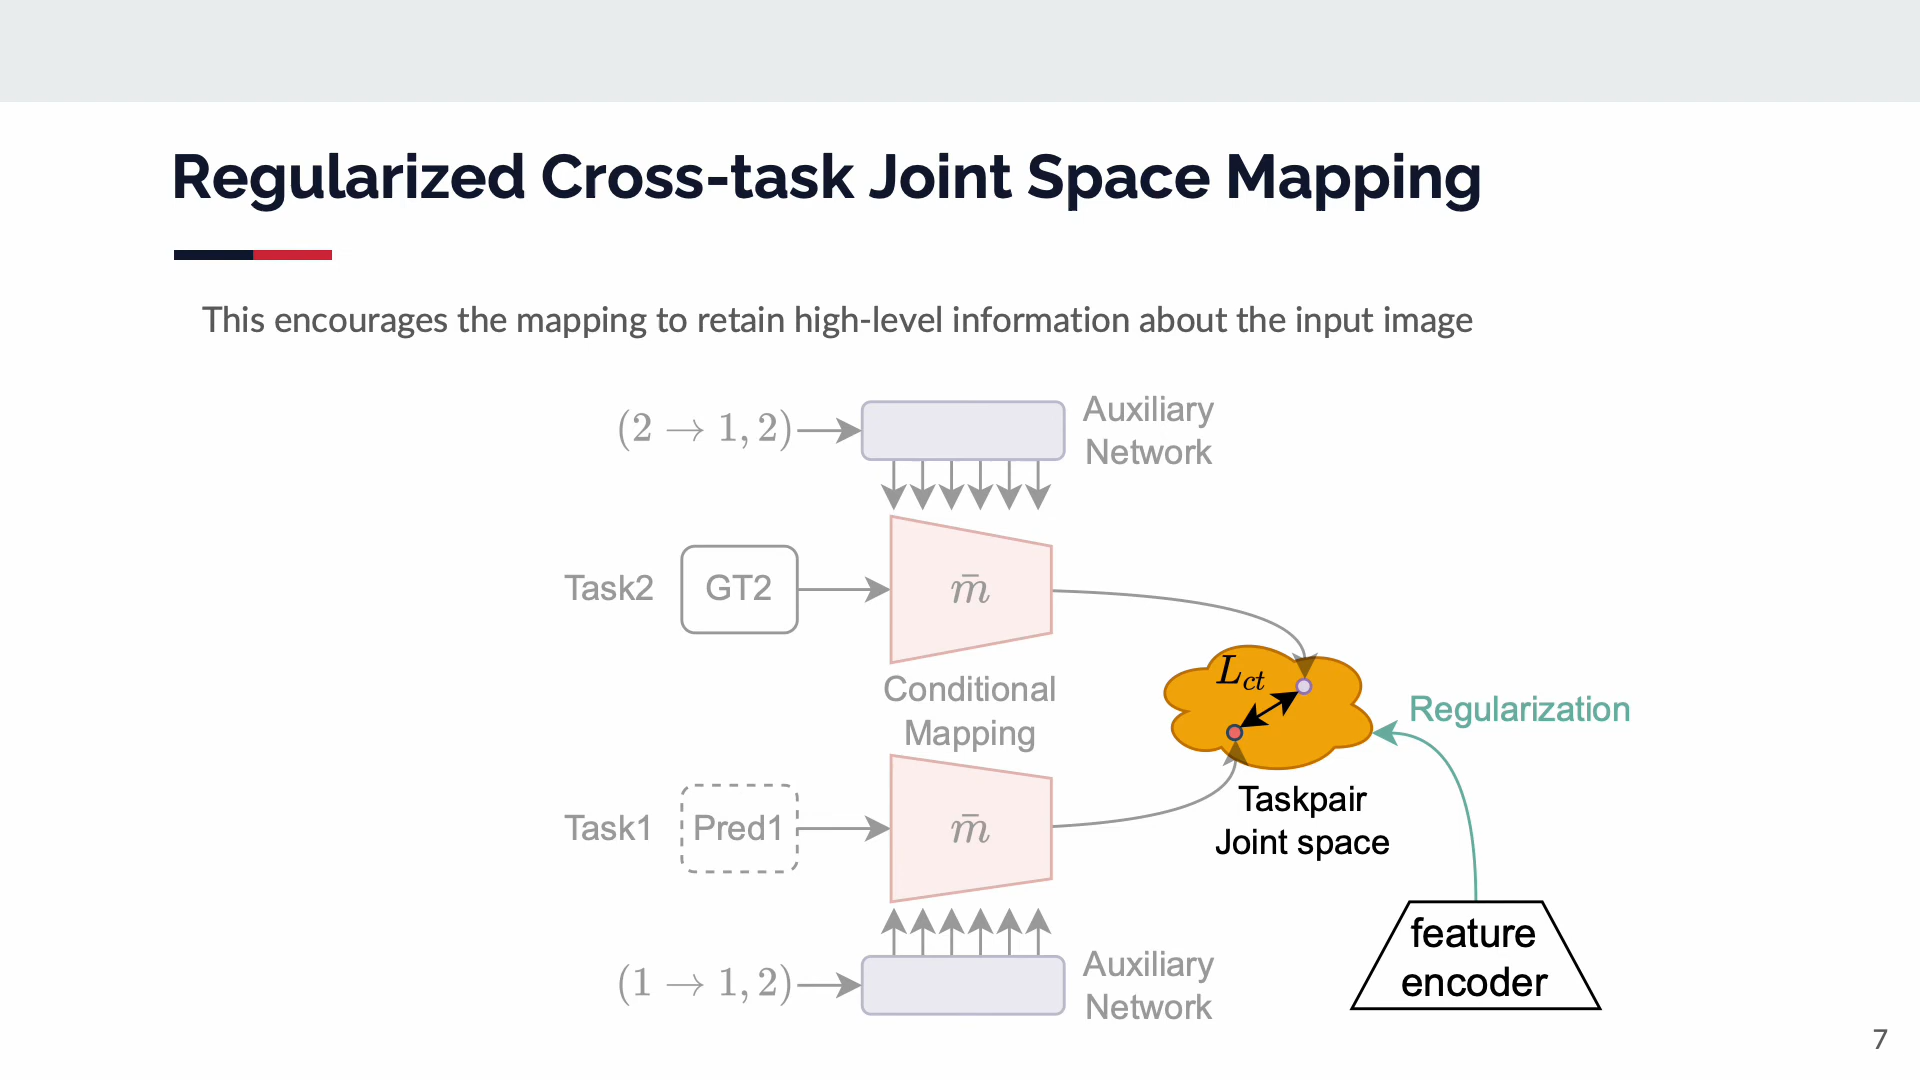 Regularized Cross-task Joint Space Mapping
This encourages the mapping to retain high-level information about the input image
(2 → 1, 2)
Auxiliary
Network
Task2
GT2
m̄
Conditional
Mapping
L_ct
Regularization
Taskpair
Joint space
Task1
Pred1
m̄
feature
encoder
(1 → 1, 2)
Auxiliary
Network
7